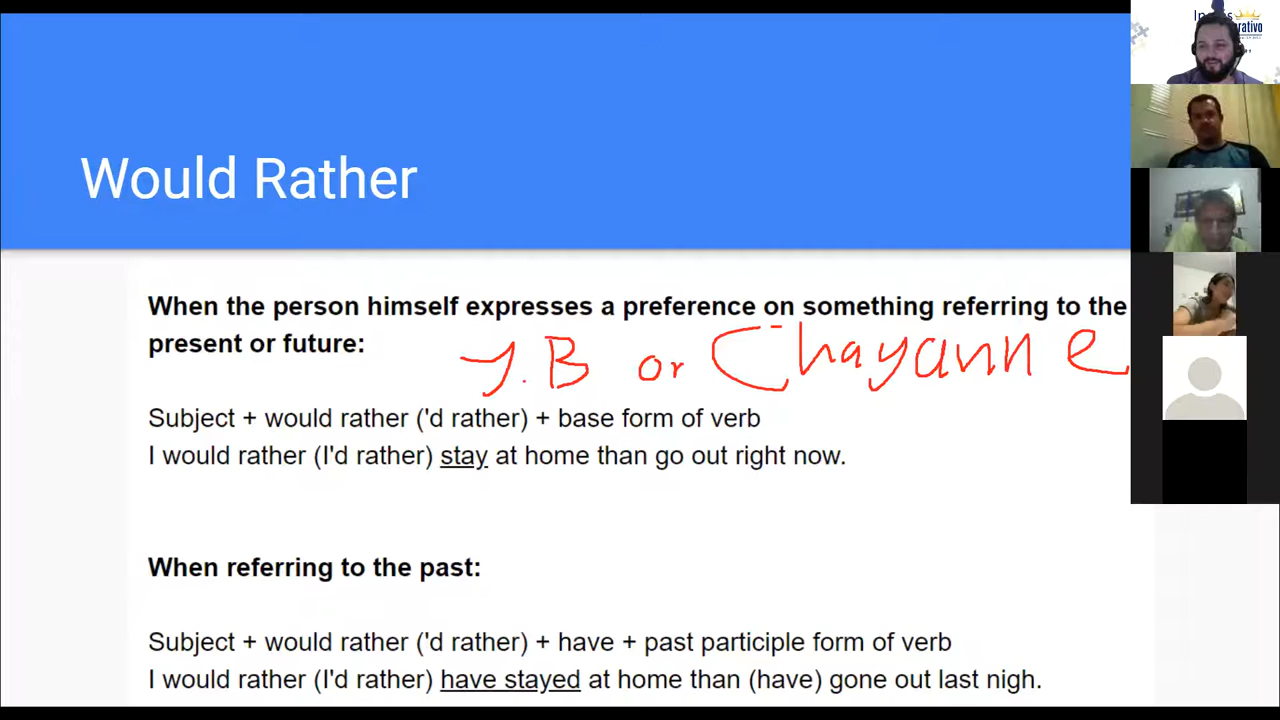 Would Rather
When the person himself expresses a preference on something referring to the
present or future:
Y.B or Chayanne
Subject + would rather ('d rather) + base form of verb
I would rather (I'd rather) stay at home than go out right now.
When referring to the past:
Subject + would rather ('d rather) + have + past participle form of verb
I would rather (I'd rather) have stayed at home than (have) gone out last nigh.